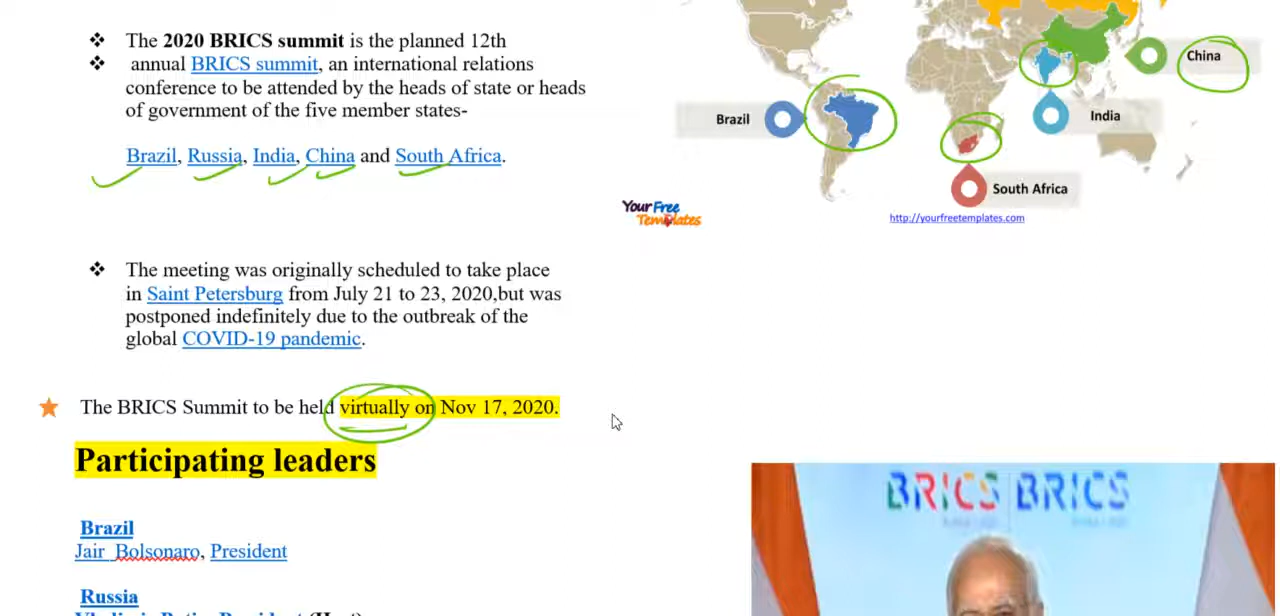 ❖ The 2020 BRICS summit is the planned 12th
❖ annual BRICS summit, an international relations
conference to be attended by the heads of state or heads
of government of the five member states-
Brazil, Russia, India, China and South Africa.
China
India
Brazil
South Africa
YourFree
Templates
http://yourfreetemplates.com
❖ The meeting was originally scheduled to take place
in Saint Petersburg from July 21 to 23, 2020,but was
postponed indefinitely due to the outbreak of the
global COVID-19 pandemic.
The BRICS Summit to be held virtually on Nov 17, 2020.
Participating leaders
Brazil
Jair Bolsonaro, President
Russia
BRICS BRICS